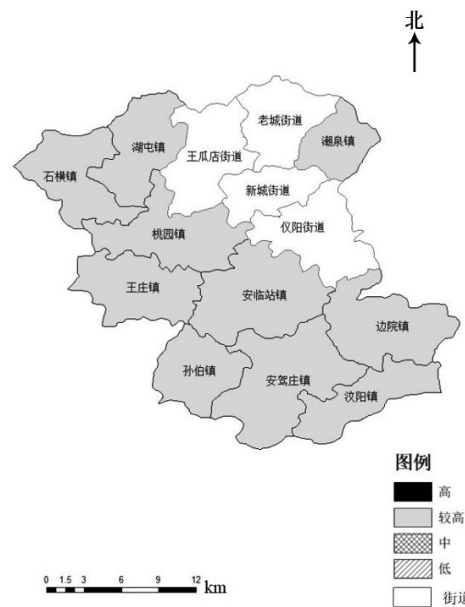 北
老城街道
湖屯镇
潮泉镇
王瓜店街道
石横镇
新城街道
仪阳街道
桃园镇
王庄镇
安临站镇
边院镇
孙伯镇
安驾庄镇
汶阳镇
图例
高
较高
中
低
街道
0 1.5 3 6 9 12
km